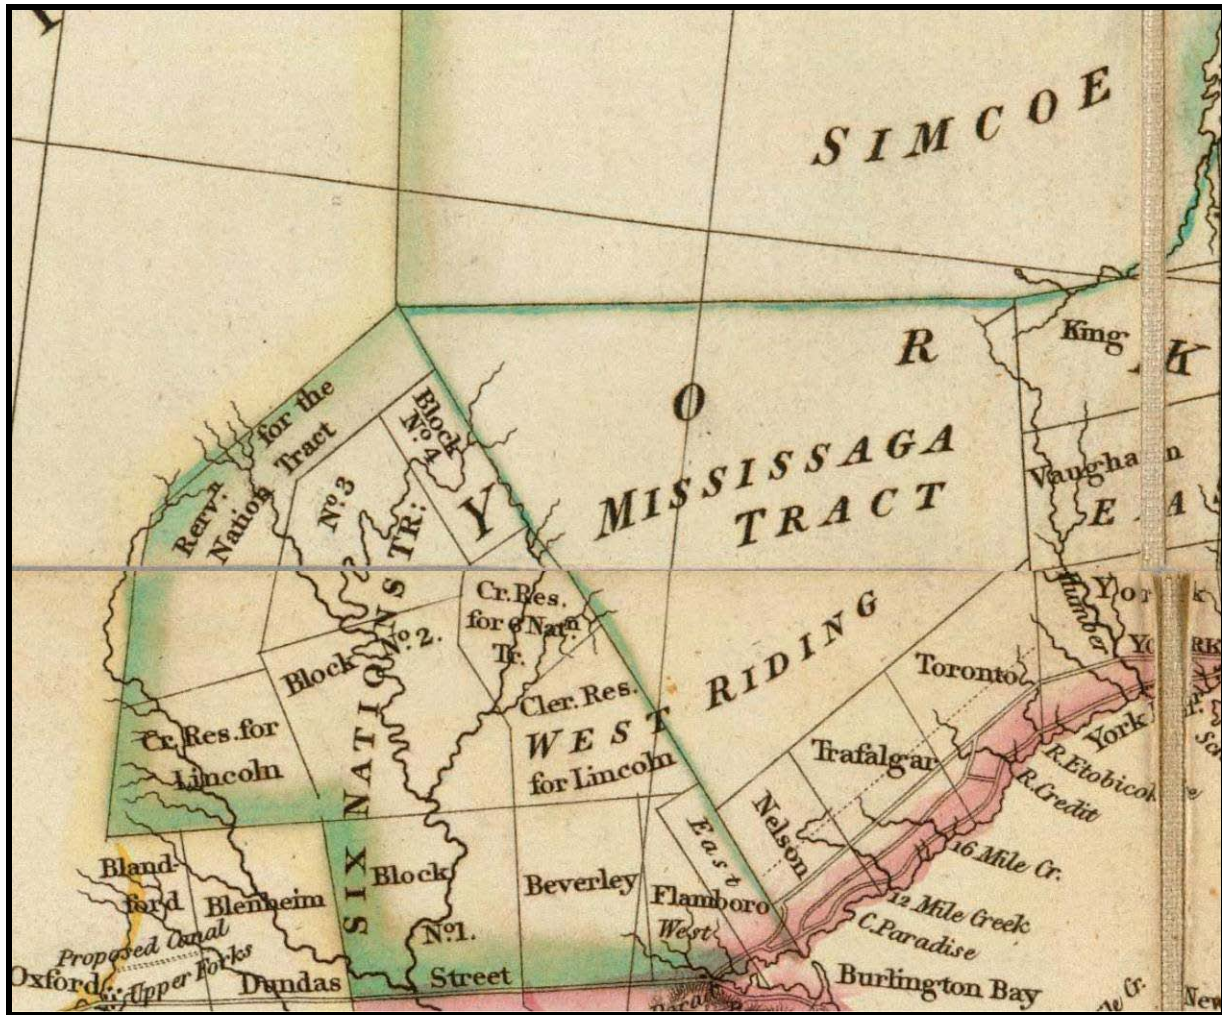 SIMCOE
King
R
K
O
for the
Rerv.n
Nation Tract
Block
No. 4
No. 3
Y
MISSISSAGA
TRACT
Vaughan
E A
Cr. Res.
for 6 Nat.n
Tr.
Block No. 2.
SIX NATIONS TR:
Humber
York
YORK
Toronto
WEST RIDING
Cler. Res.
for Lincoln
Cr. Res. for
Lincoln
Trafalgar
York
R. Etobicok
R. Credit
Nelson
16 Mile Cr.
12 Mile Creek
C. Paradise
East
Flamboro
West
Beverley
Block
No. 1.
Bland-
ford
Blenheim
Proposed Canal
Upper Forks
Oxford
Dundas Street
Burlington Bay